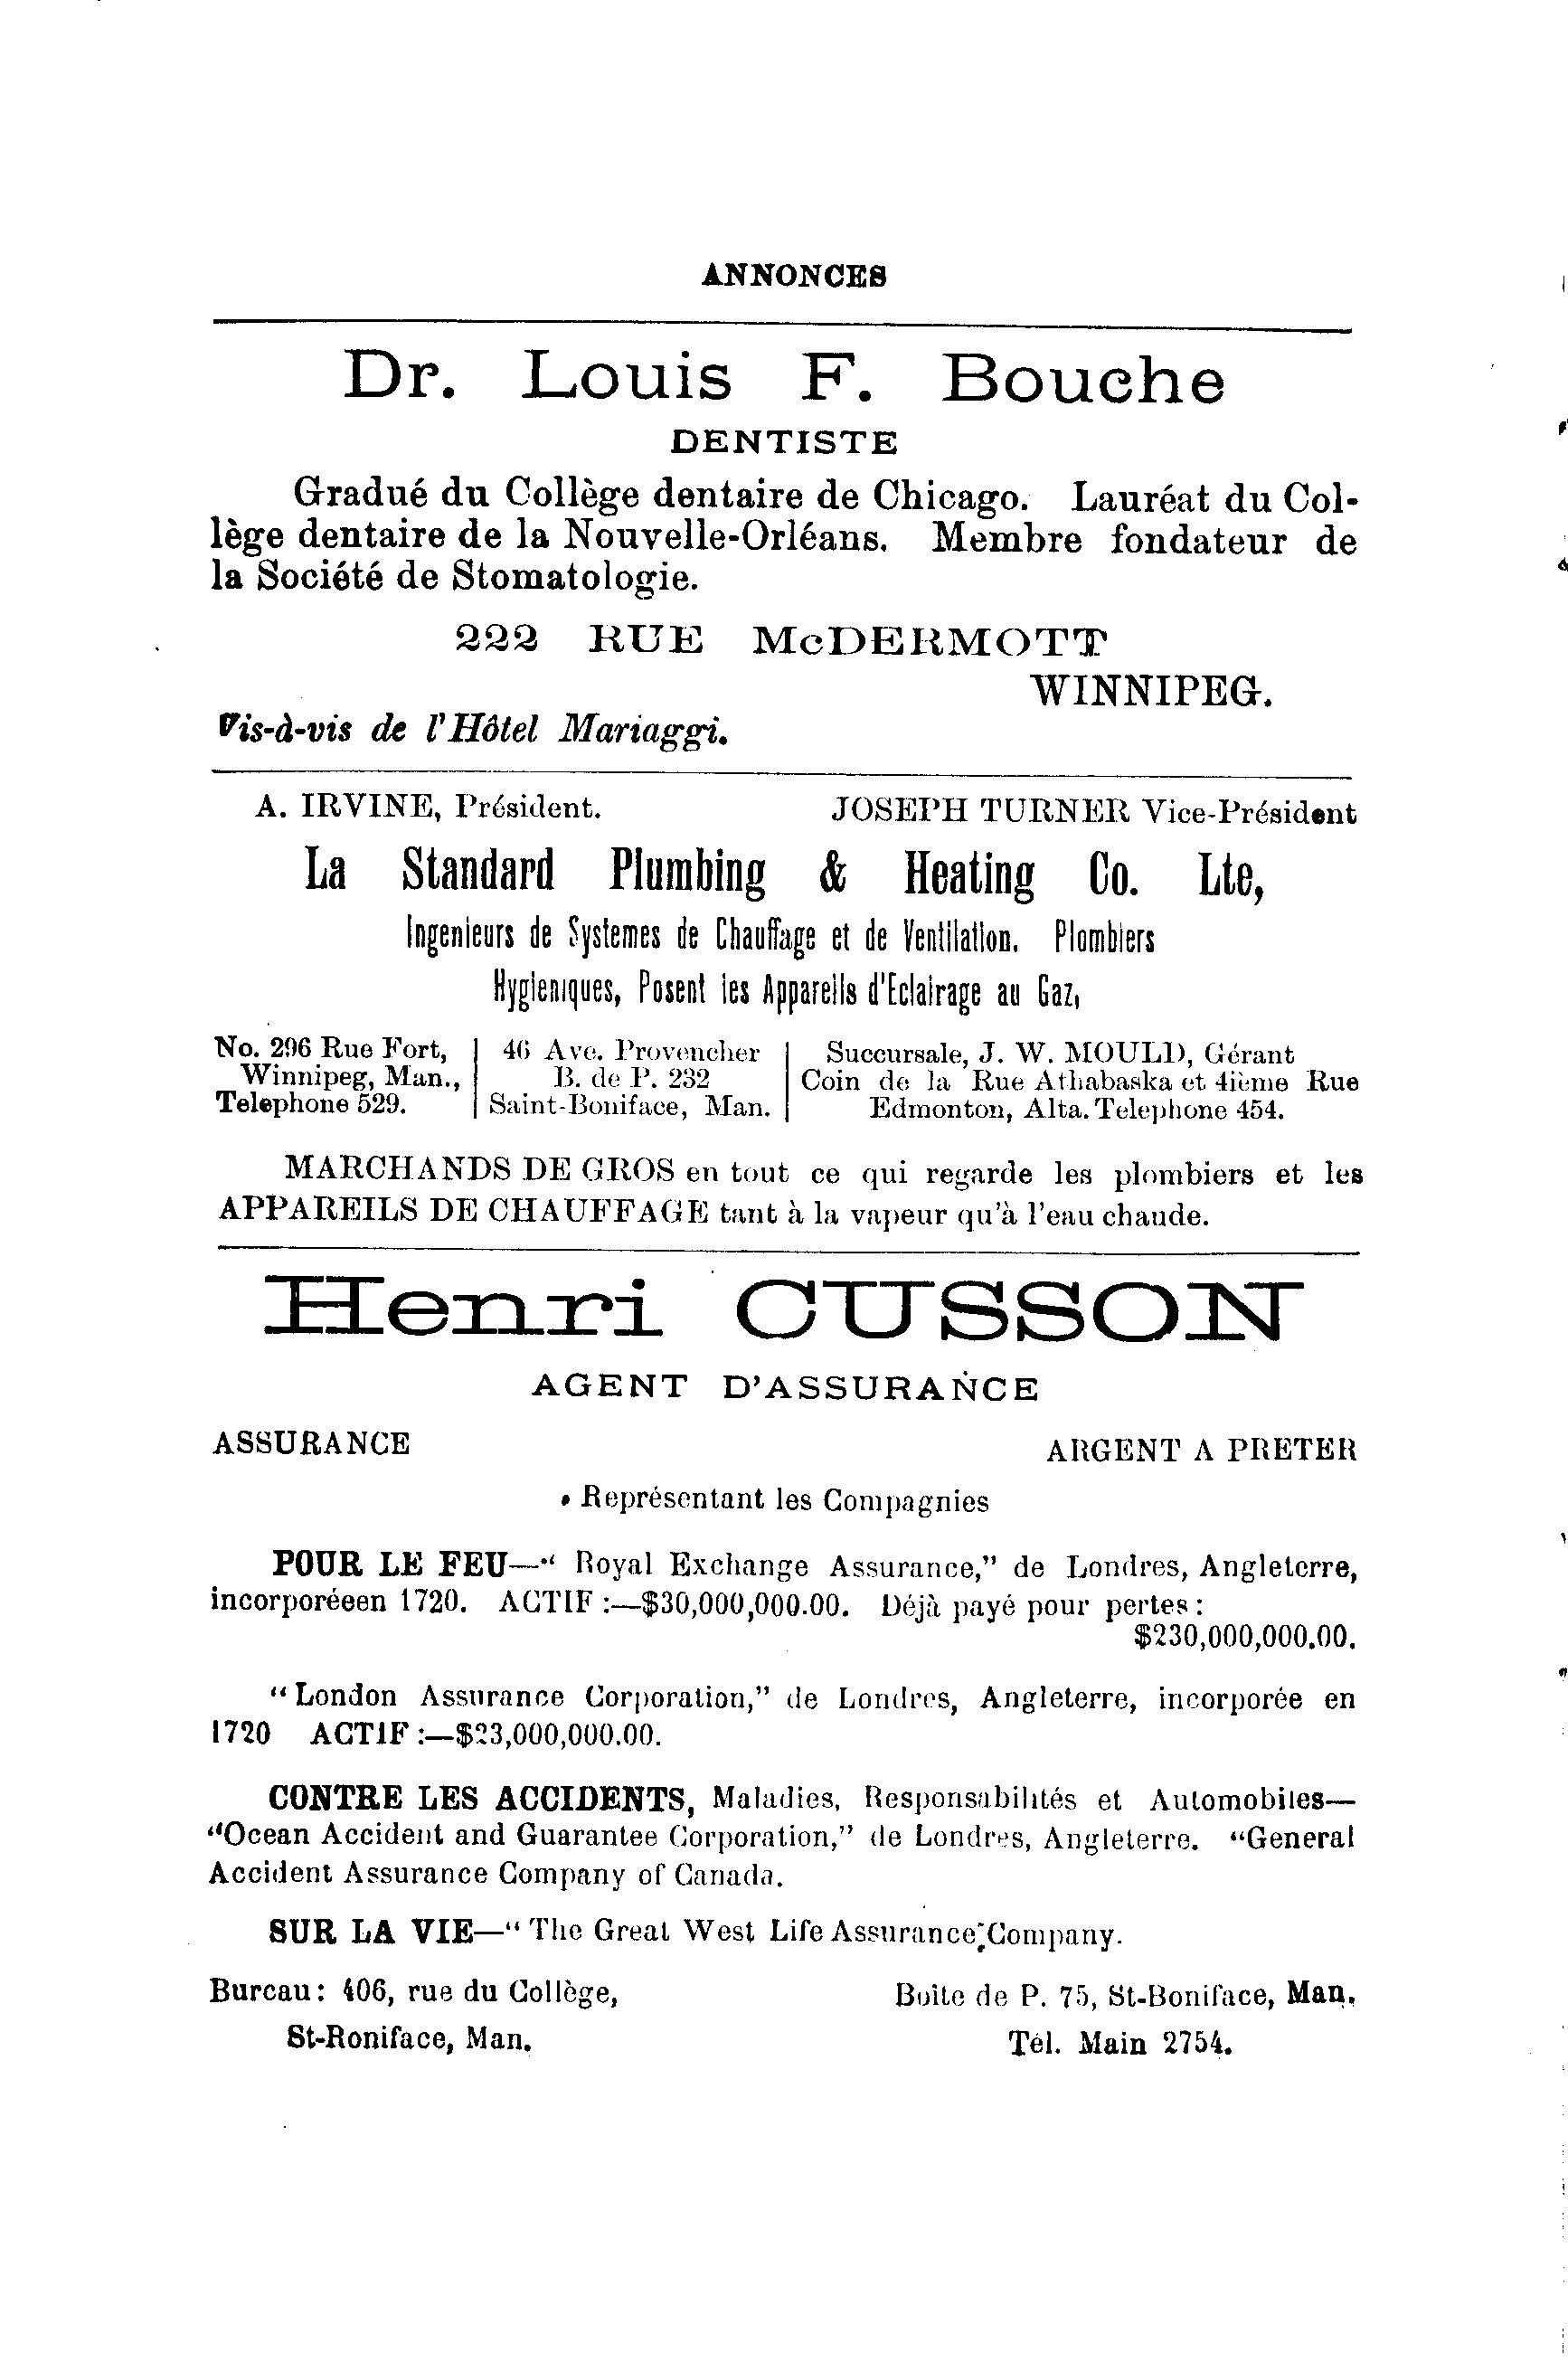 ANNONCES
Dr. Louis F. Bouche
DENTISTE
Gradué du Collège dentaire de Chicago. Lauréat du Col-
lège dentaire de la Nouvelle-Orléans. Membre fondateur de
la Société de Stomatologie.
222 RUE McDERMOTT
WINNIPEG.
Vis-à-vis de l'Hôtel Mariaggi.
A. IRVINE, Président. JOSEPH TURNER Vice-Président
La Standard Plumbing & Heating Co. Lte,
Ingenieurs de Systemes de Chauffage et de Ventilation. Plombiers
Hygieniques, Posent les Appareils d'Eclairage au Gaz,
No. 296 Rue Fort,
Winnipeg, Man.,
Telephone 529.
46 Ave. Provencher
B. de P. 232
Saint-Boniface, Man.
Succursale, J. W. MOULD, Gérant
Coin de la Rue Athabaska et 4ième Rue
Edmonton, Alta. Telephone 454.
MARCHANDS DE GROS en tout ce qui regarde les plombiers et les
APPAREILS DE CHAUFFAGE tant à la vapeur qu'à l'eau chaude.
Henri CUSSON
AGENT D'ASSURANCE
ASSURANCE ARGENT A PRETER
Représentant les Compagnies
POUR LE FEU—" Royal Exchange Assurance," de Londres, Angleterre,
incorporéeen 1720. ACTIF :—$30,000,000.00. Déjà payé pour pertes :
$230,000,000.00.
"London Assurance Corporation," de Londres, Angleterre, incorporée en
1720 ACTIF :—$23,000,000.00.
CONTRE LES ACCIDENTS, Maladies, Responsabilités et Automobiles—
"Ocean Accident and Guarantee Corporation," de Londres, Angleterre. "General
Accident Assurance Company of Canada.
SUR LA VIE—" The Great West Life Assurance Company.
Bureau: 406, rue du Collège,
St-Roniface, Man.
Boite de P. 75, St-Boniface, Man.
Tél. Main 2754.